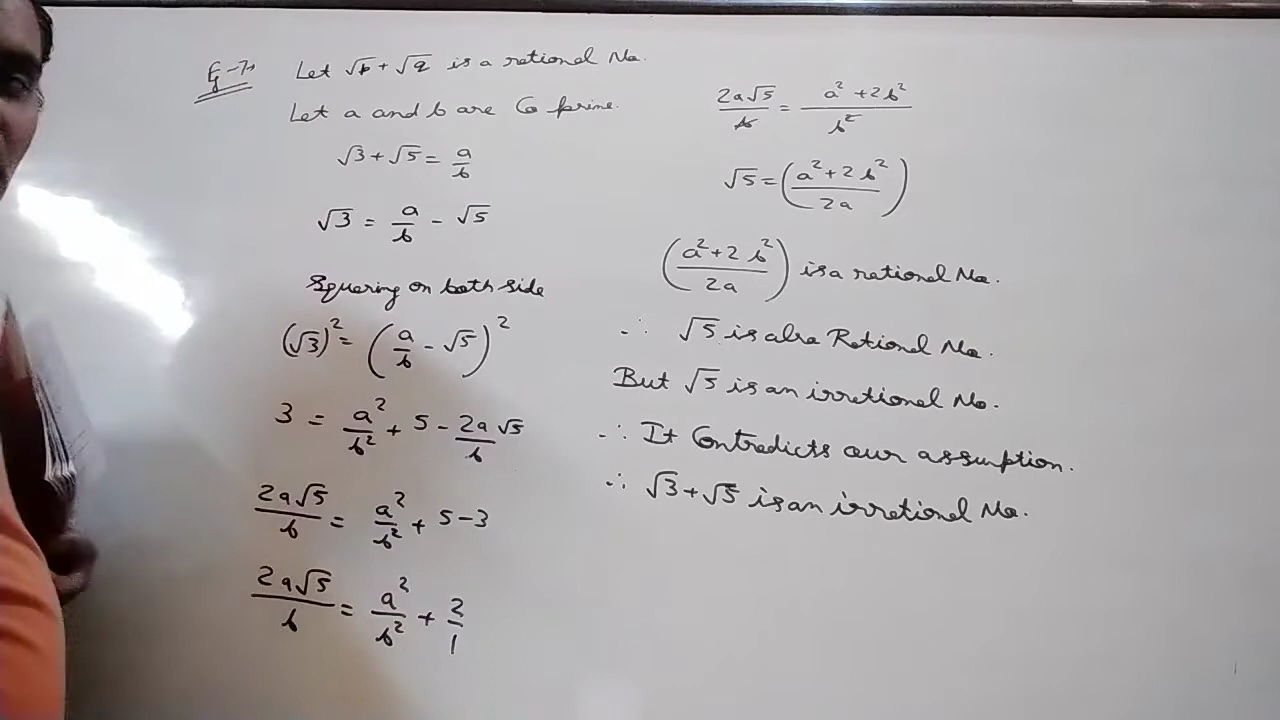 Eg-7:
Let √p + √q is a rational No.
Let a and b are Co prime.
√3 + √5 = a/b
√3 = a/b - √5
Squaring on both side
(√3)² = (a/b - √5)²
3 = a²/b² + 5 - 2a√5/b
2a√5/b = a²/b² + 5 - 3
2a√5/b = a²/b² + 2/1
2a√5/b = a² + 2b²/b²
√5 = (a² + 2b²/2a)
(a² + 2b²/2a) is a rational No.
∴ √5 is also Rational No.
But √5 is an irrational No.
∴ It Contradicts our assumption.
∴ √3 + √5 is an irrational No.